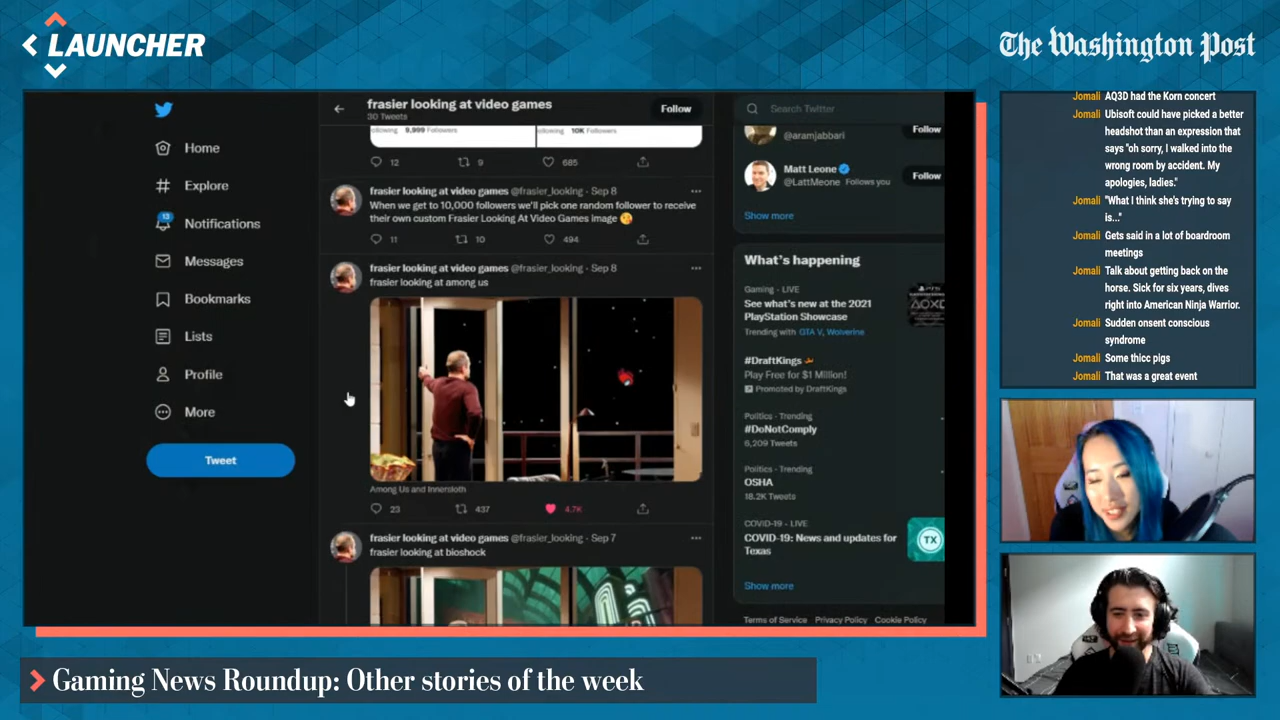 LAUNCHER
The Washington Post
frasier looking at video games
30 Tweets
Follow
Search Twitter
Home
Explore
13
Notifications
Messages
Bookmarks
Lists
Profile
More
Tweet
9,999 Followers
10K Followers
12
9
685
frasier looking at video games @frasier_looking · Sep 8
When we get to 10,000 followers we'll pick one random follower to receive
their own custom Frasier Looking At Video Games image
11
10
494
frasier looking at video games @frasier_looking · Sep 8
frasier looking at among us
Among Us and Innersloth
23
437
4.7K
frasier looking at video games @frasier_looking · Sep 7
frasier looking at bioshock
@aramjabbari
Follow
Matt Leone
@LattMeone Follows you
Follow
Show more
What's happening
Gaming · LIVE
See what's new at the 2021
PlayStation Showcase
Trending with GTA V, Wolverine
#DraftKings
Play Free for $1 Million!
Promoted by DraftKings
Politics · Trending
#DoNotComply
6,209 Tweets
Politics · Trending
OSHA
18.2K Tweets
COVID-19 · LIVE
COVID-19: News and updates for
Texas
TX
Show more
Terms of Service Privacy Policy Cookie Policy
Jomali AQ3D had the Korn concert
Jomali Ubisoft could have picked a better
headshot than an expression that
says "oh sorry, I walked into the
wrong room by accident. My
apologies, ladies."
Jomali "What I think she's trying to say
is..."
Jomali Gets said in a lot of boardroom
meetings
Jomali Talk about getting back on the
horse. Sick for six years, dives
right into American Ninja Warrior.
Jomali Sudden onsent conscious
syndrome
Jomali Some thicc pigs
Jomali That was a great event
Gaming News Roundup: Other stories of the week